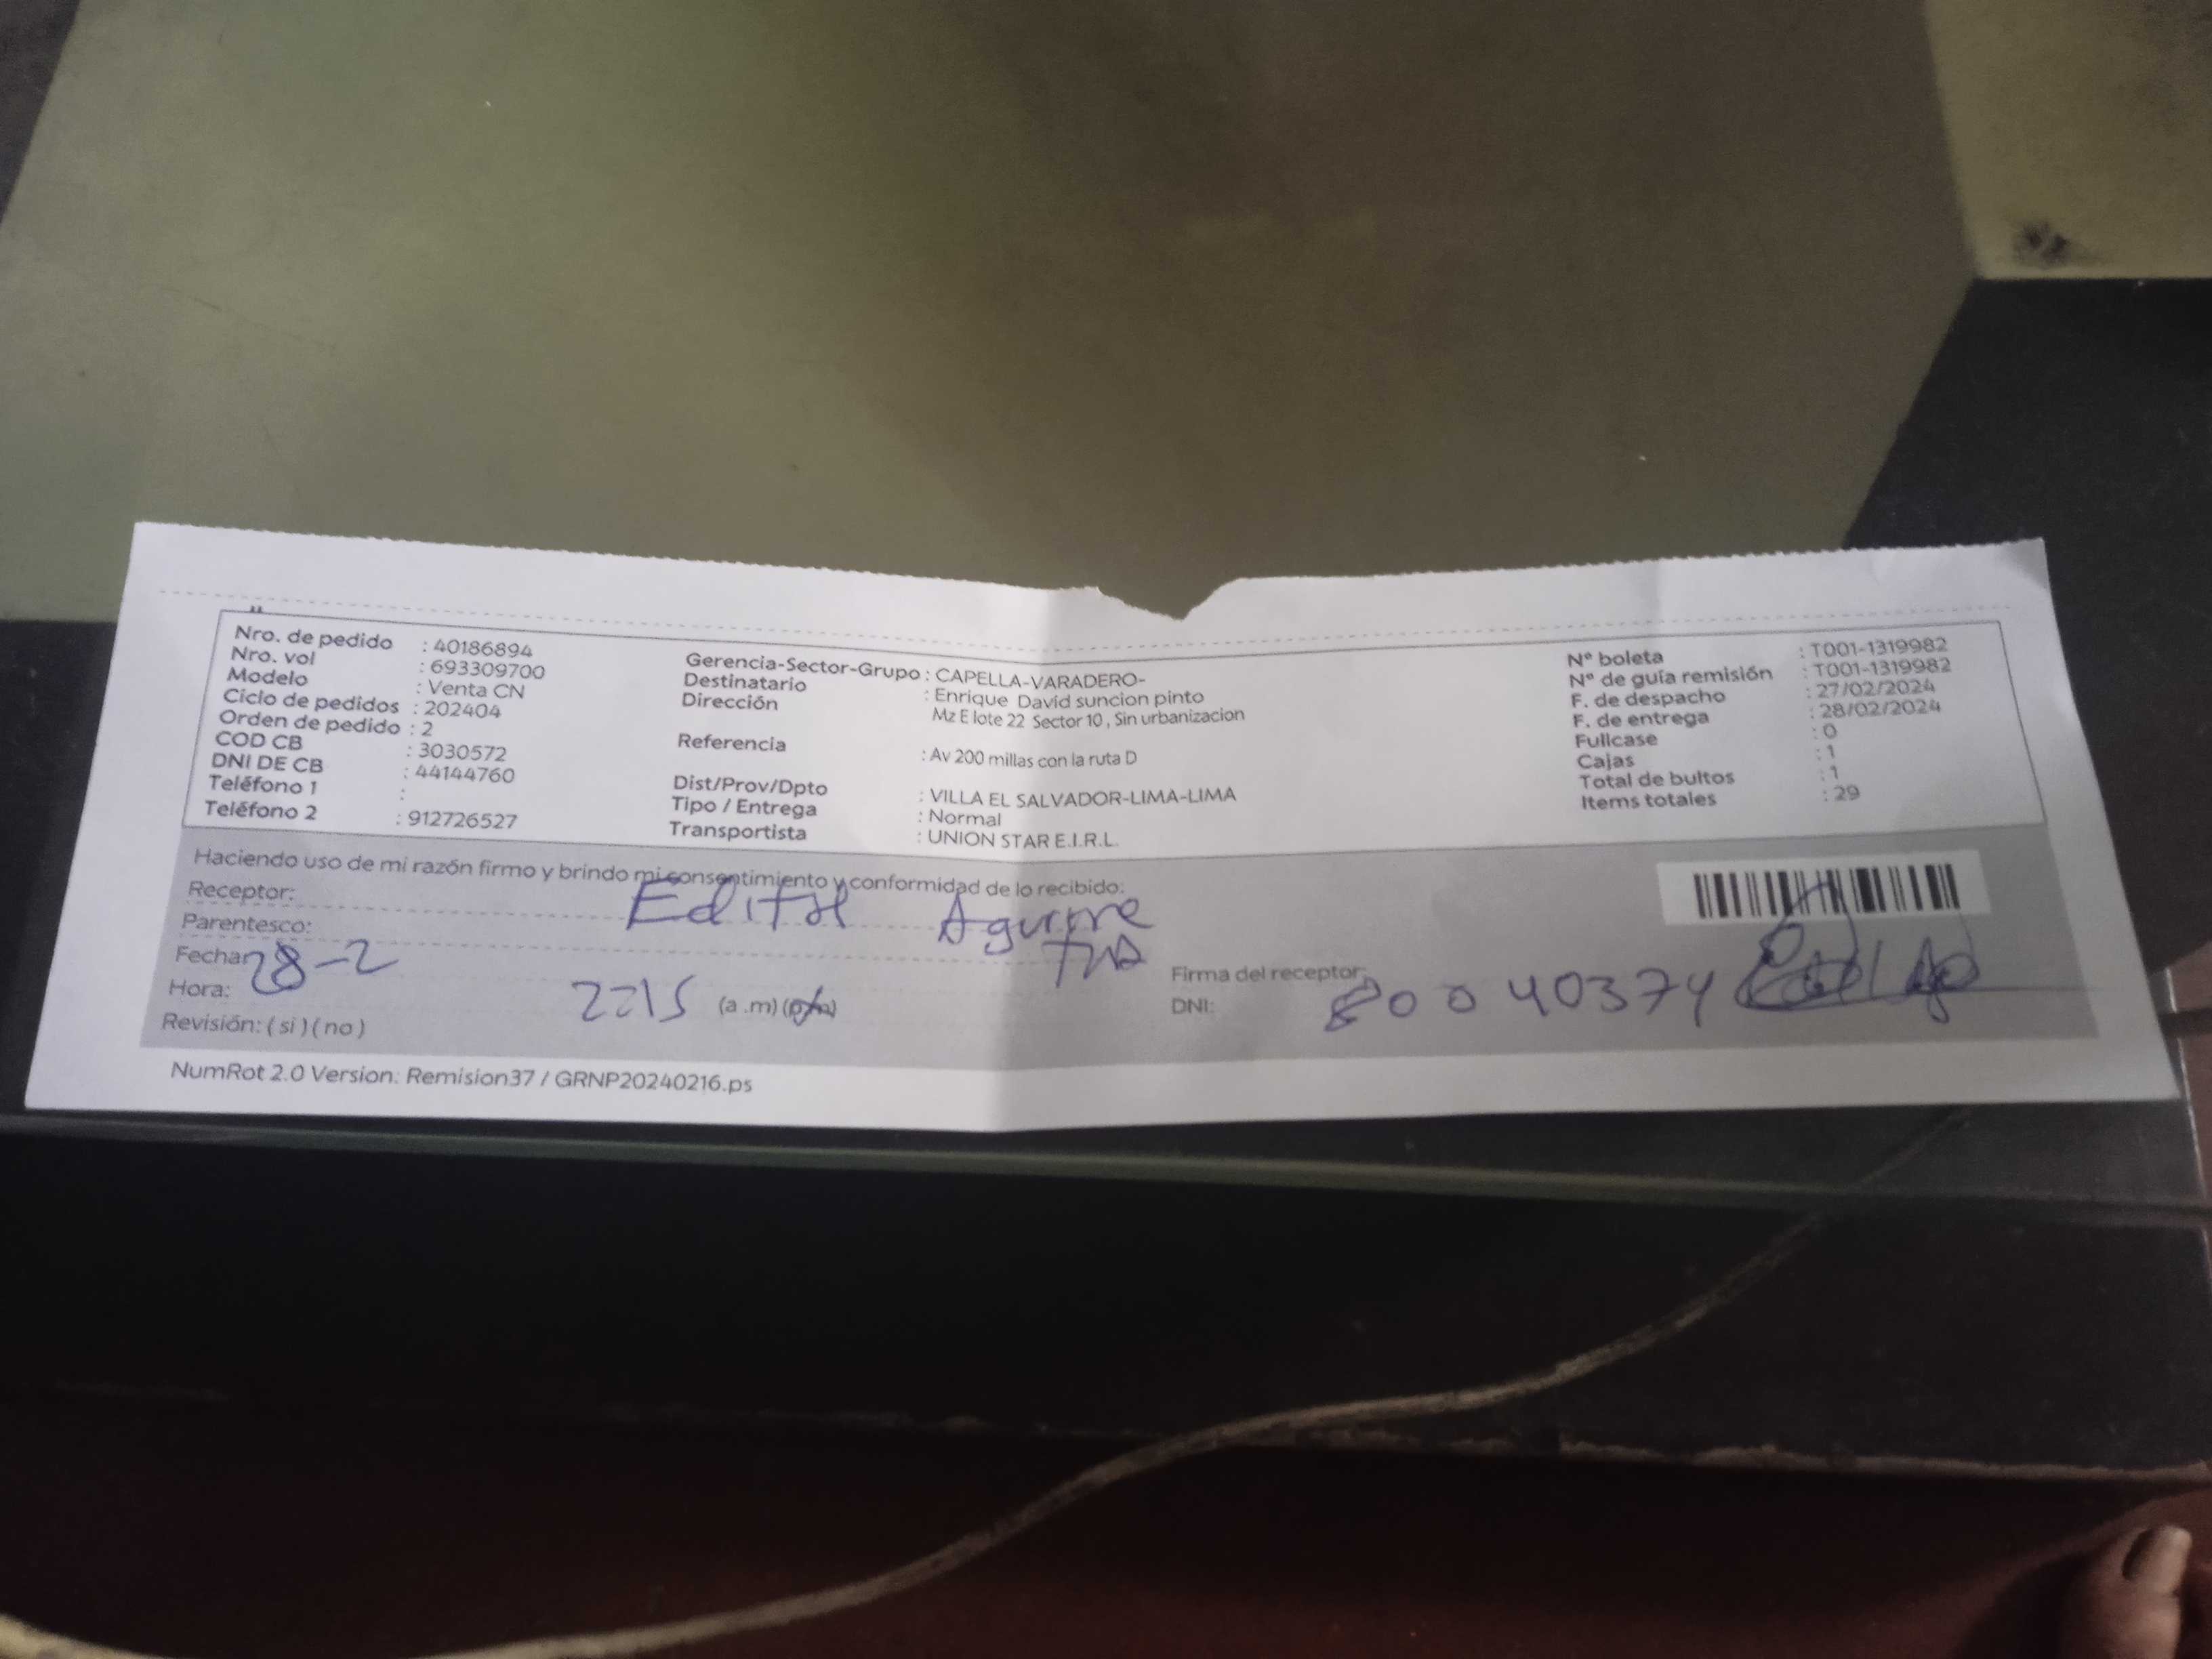 Nro. de pedido : 40186894
Nro. vol : 693309700
Modelo : Venta CN
Ciclo de pedidos : 202404
Orden de pedido : 2
COD CB : 3030572
DNI DE CB : 44144760
Teléfono 1 :
Teléfono 2 : 912726527
Gerencia-Sector-Grupo : CAPELLA-VARADERO-
Destinatario : Enrique David suncion pinto
Dirección Mz E lote 22 Sector 10 , Sin urbanizacion
Referencia : Av 200 millas con la ruta D
Dist/Prov/Dpto : VILLA EL SALVADOR-LIMA-LIMA
Tipo / Entrega : Normal
Transportista : UNION STAR E.I.R.L.
N° boleta : T001-1319982
N° de guía remisión : T001-1319982
F. de despacho : 27/02/2024
F. de entrega : 28/02/2024
Fullcase : 0
Cajas : 1
Total de bultos : 1
Items totales : 29
Haciendo uso de mi razón firmo y brindo mi consentimiento y conformidad de lo recibido:
Receptor: Edith Aguirre
Parentesco:
Fecha: 28-2
Hora: 2215 (a .m) (p.m)
Revisión: ( si ) ( no )
Firma del receptor:
DNI: 80040374
NumRot 2.0 Version: Remision37 / GRNP20240216.ps